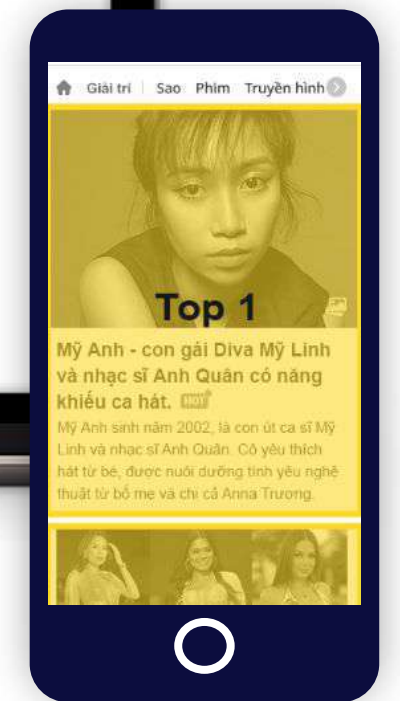 Giải trí Sao Phim Truyền hình
Top 1
Mỹ Anh - con gái Diva Mỹ Linh
và nhạc sĩ Anh Quân có năng
khiếu ca hát. HOT
Mỹ Anh sinh năm 2002, là con út ca sĩ Mỹ
Linh và nhạc sĩ Anh Quân. Cô yêu thích
hát từ bé, được nuôi dưỡng tình yêu nghệ
thuật từ bố mẹ và chị cả Anna Trương.